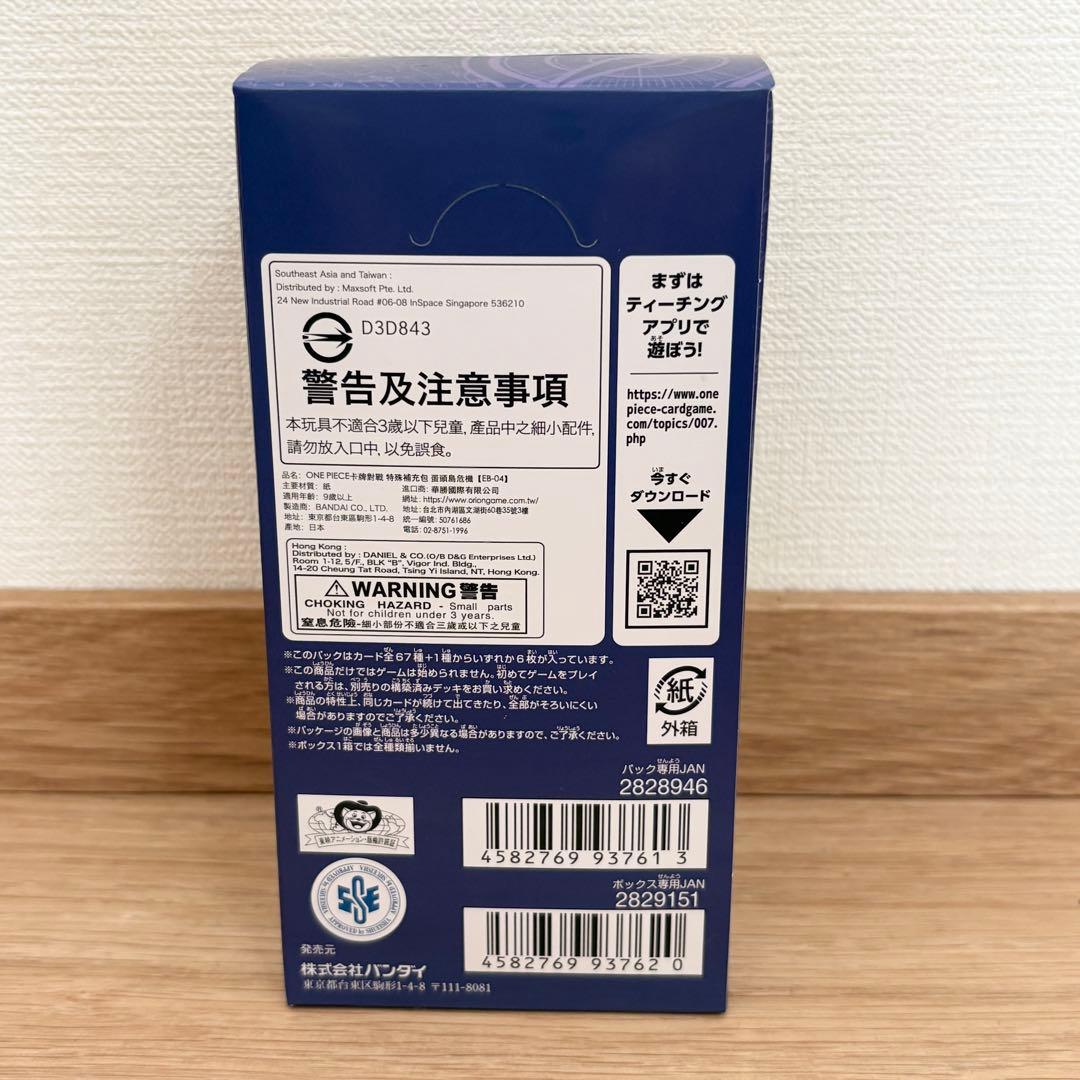 Southeast Asia and Taiwan :
Distributed by : Maxsoft Pte. Ltd.
24 New Industrial Road #06-08 InSpace Singapore 536210
D3D843
警告及注意事項
本玩具不適合3歲以下兒童, 產品中之細小配件,
請勿放入口中, 以免誤食。
品名: ONE PIECE卡牌對戰 特殊補充包 蛋頭島危機【EB-04】
主要材質: 紙
適用年齡: 9歲以上
製造商: BANDAI CO., LTD.
地址: 東京都台東區駒形1-4-8
產地: 日本
進口商: 華勝國際有限公司
網址: https://www.oriongame.com.tw/
地址: 台北市內湖區文湖街60巷35號3樓
統一編號: 50761686
電話: 02-8751-1996
Hong Kong :
Distributed by : DANIEL & CO.(O/B D&G Enterprises Ltd.)
Room 1-12, 5/F., BLK "B", Vigor Ind. Bldg.,
14-20 Cheung Tat Road, Tsing Yi Island, NT, Hong Kong.
WARNING 警告
CHOKING HAZARD - Small parts
Not for children under 3 years.
窒息危險-細小部份不適合三歲或以下之兒童
まずは
ティーチング
アプリで
遊ぼう!
https://www.one
piece-cardgame.
com/topics/007.
php
今すぐ
ダウンロード
※このパックはカード全67種+1種からいずれか6枚が入っています。
※この商品だけではゲームは始められません。初めてゲームをプレイ
される方は、別売りの構築済みデッキをお買い求めください。
※商品の特性上、同じカードが続けて出てきたり、全部がそろいにくい
場合がありますのでご了承ください。
※パッケージの画像と商品は多少異なる場合がありますので、ご了承ください。
※ボックス1箱では全種類揃いません。
紙
外箱
パック専用JAN
2828946
4582769 93761 3
ボックス専用JAN
2829151
4582769 93762 0
東映アニメーション・版権許諾証
APPROVED by SHUEISHA
発売元
株式会社バンダイ
東京都台東区駒形1-4-8 〒111-8081